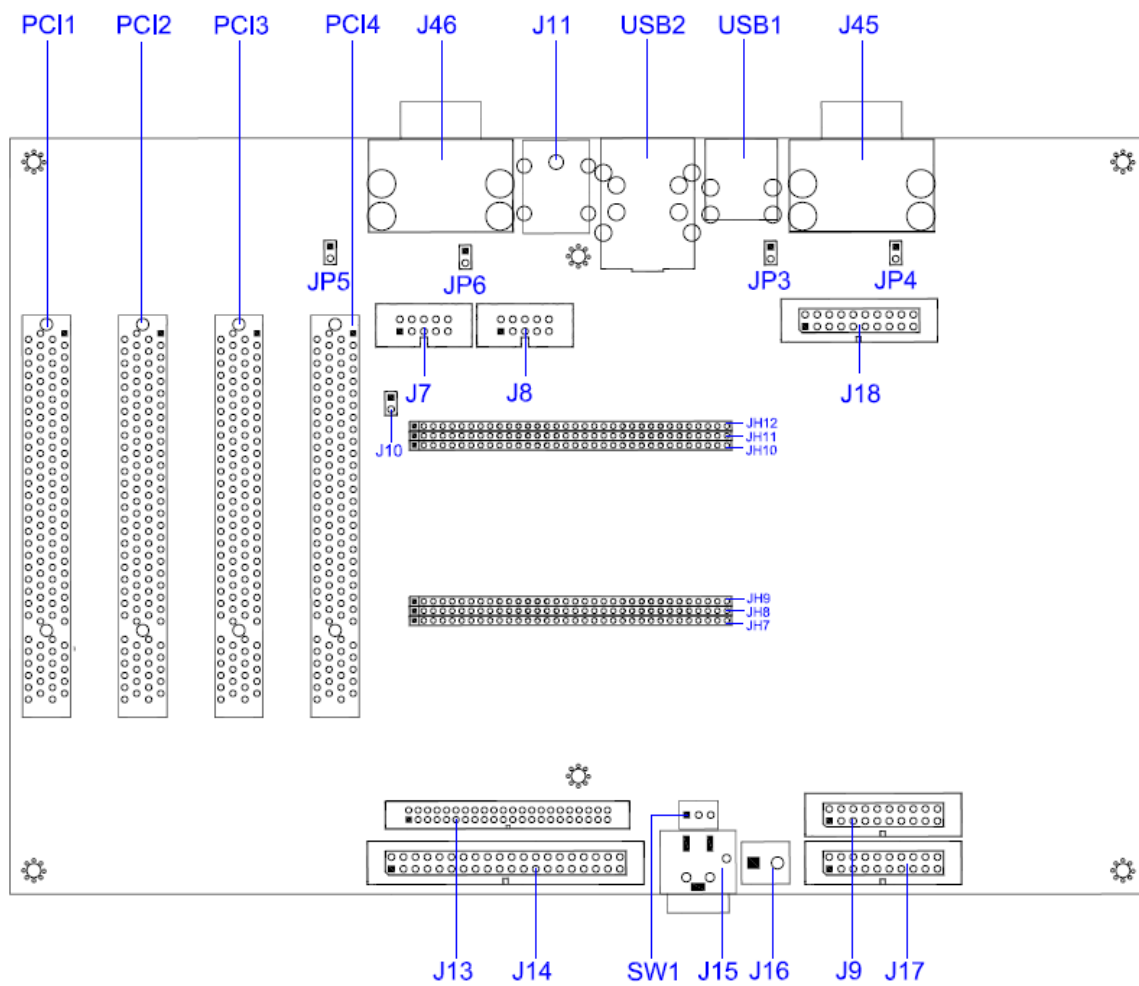 PCI1 PCI2 PCI3 PCI4 J46 J11 USB2 USB1 J45
JP5 JP6 JP3 JP4
J7 J8 J18
J10
JH12
JH11
JH10
JH9
JH8
JH7
J13 J14 SW1 J15 J16 J9 J17